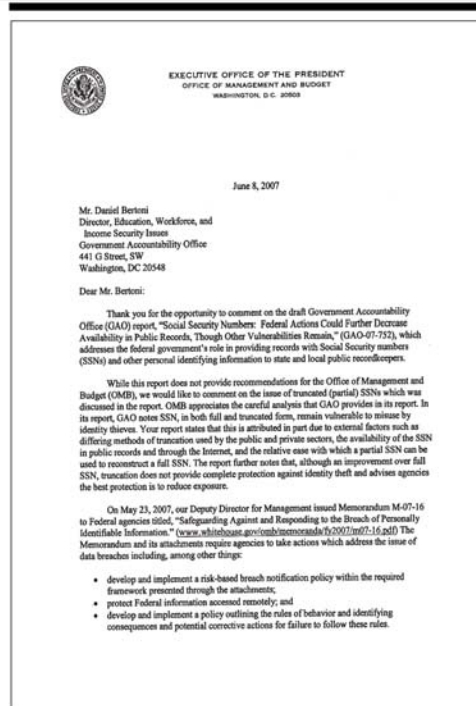 EXECUTIVE OFFICE OF THE PRESIDENT
OFFICE OF MANAGEMENT AND BUDGET
WASHINGTON, D.C. 20503
June 8, 2007
Mr. Daniel Bertoni
Director, Education, Workforce, and
Income Security Issues
Government Accountability Office
441 G Street, SW
Washington, DC 20548
Dear Mr. Bertoni:
Thank you for the opportunity to comment on the draft Government Accountability
Office (GAO) report, "Social Security Numbers: Federal Actions Could Further Decrease
Availability in Public Records, Though Other Vulnerabilities Remain," (GAO-07-752), which
addresses the federal government's role in providing records with Social Security numbers
(SSNs) and other personal identifying information to state and local public recordkeepers.
While this report does not provide recommendations for the Office of Management and
Budget (OMB), we would like to comment on the issue of truncated (partial) SSNs which was
discussed in the report. OMB appreciates the careful analysis that GAO provides in its report. In
its report, GAO notes SSN, in both full and truncated form, remain vulnerable to misuse by
identity thieves. Your report states that this is attributed in part due to external factors such as
differing methods of truncation used by the public and private sectors, the availability of the SSN
in public records and through the Internet, and the relative ease with which a partial SSN can be
used to reconstruct a full SSN. The report further notes that, although an improvement over full
SSN, truncation does not provide complete protection against identity theft and advises agencies
the best protection is to reduce exposure.
On May 23, 2007, our Deputy Director for Management issued Memorandum M-07-16
to Federal agencies titled, "Safeguarding Against and Responding to the Breach of Personally
Identifiable Information." (www.whitehouse.gov/omb/memoranda/fy2007/m07-16.pdf) The
Memorandum and its attachments require agencies to take actions which address the issue of
data breaches including, among other things:
• develop and implement a risk-based breach notification policy within the required
framework presented through the attachments;
• protect Federal information accessed remotely; and
• develop and implement a policy outlining the rules of behavior and identifying
consequences and potential corrective actions for failure to follow these rules.